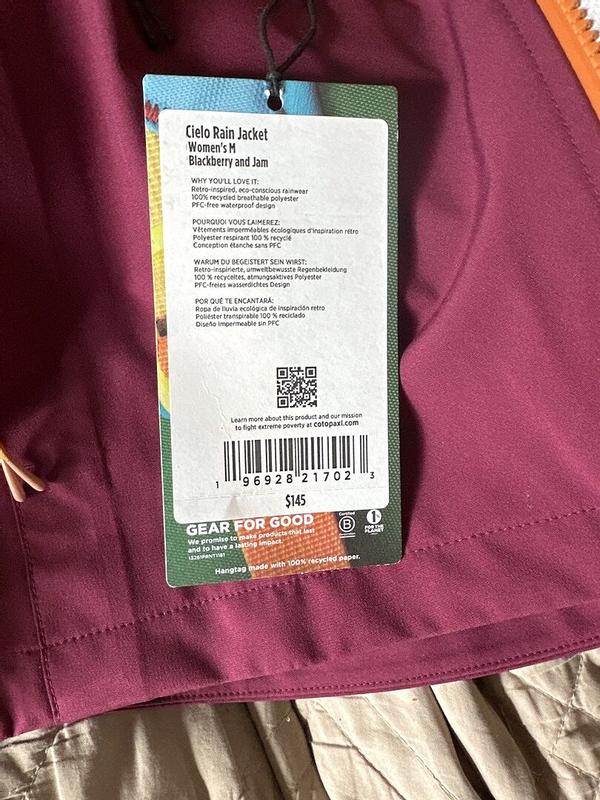 Cielo Rain Jacket
Women's M
Blackberry and Jam
WHY YOU'LL LOVE IT:
Retro-inspired, eco-conscious rainwear
100% recycled breathable polyester
PFC-free waterproof design
POURQUOI VOUS L'AIMEREZ:
Vêtements imperméables écologiques d'inspiration rétro
Polyester respirant 100 % recyclé
Conception étanche sans PFC
WARUM DU BEGEISTERT SEIN WIRST:
Retro-inspirierte, umweltbewusste Regenbekleidung
100 % recyceltes, atmungsaktives Polyester
PFC-freies wasserdichtes Design
POR QUÉ TE ENCANTARÁ:
Ropa de lluvia ecológica de inspiración retro
Poliéster transpirable 100 % reciclado
Diseño impermeable sin PFC
Learn more about this product and our mission
to fight extreme poverty at cotopaxi.com
1 96928 21702 3
$145
GEAR FOR GOOD
We promise to make products that last
and to have a lasting impact.
Certified
B
1%
FOR THE
PLANET
Hangtag made with 100% recycled paper.